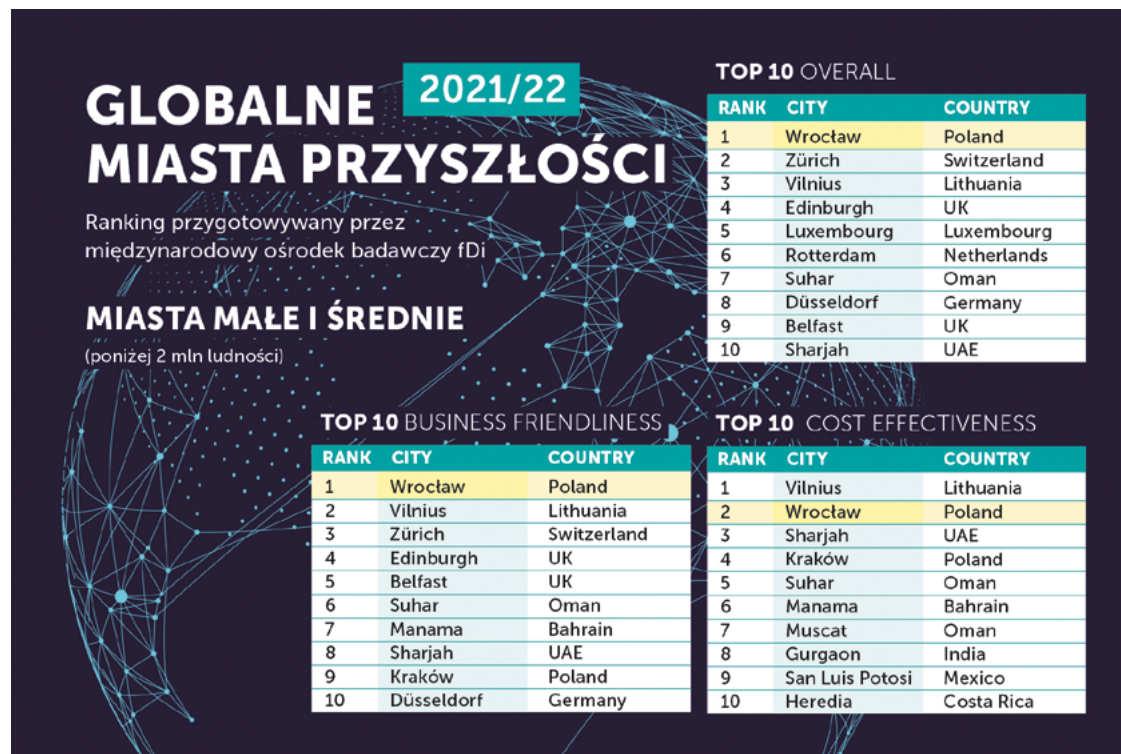 GLOBALNE 2021/22
MIASTA PRZYSZŁOŚCI
Ranking przygotowywany przez
międzynarodowy ośrodek badawczy fDi
MIASTA MAŁE I ŚREDNIE
(poniżej 2 mln ludności)
TOP 10 OVERALL
RANK CITY COUNTRY
1 Wrocław Poland
2 Zürich Switzerland
3 Vilnius Lithuania
4 Edinburgh UK
5 Luxembourg Luxembourg
6 Rotterdam Netherlands
7 Suhar Oman
8 Düsseldorf Germany
9 Belfast UK
10 Sharjah UAE
TOP 10 BUSINESS FRIENDLINESS
RANK CITY COUNTRY
1 Wrocław Poland
2 Vilnius Lithuania
3 Zürich Switzerland
4 Edinburgh UK
5 Belfast UK
6 Suhar Oman
7 Manama Bahrain
8 Sharjah UAE
9 Kraków Poland
10 Düsseldorf Germany
TOP 10 COST EFFECTIVENESS
RANK CITY COUNTRY
1 Vilnius Lithuania
2 Wrocław Poland
3 Sharjah UAE
4 Kraków Poland
5 Suhar Oman
6 Manama Bahrain
7 Muscat Oman
8 Gurgaon India
9 San Luis Potosi Mexico
10 Heredia Costa Rica